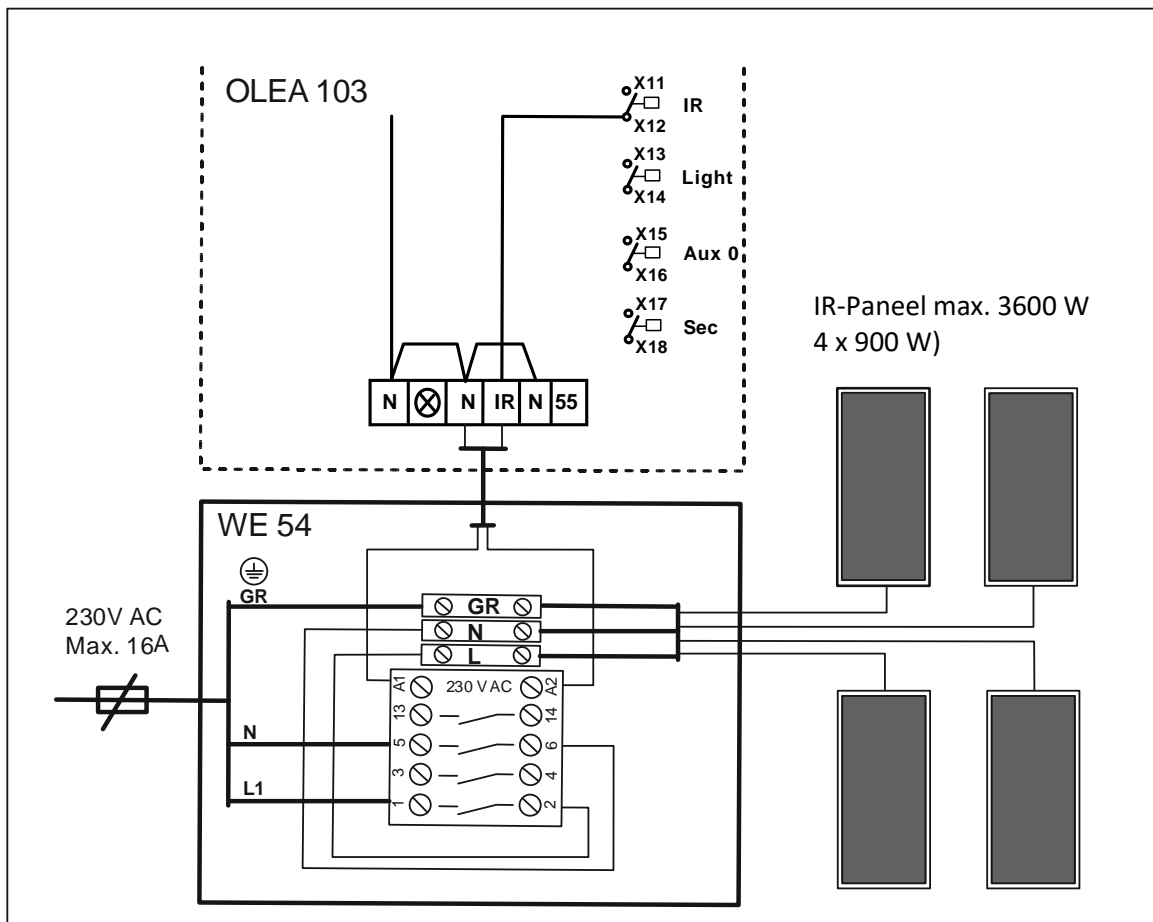 OLEA 103
X11
IR
X12
X13
Light
X14
X15
Aux 0
X16
X17
Sec
X18
IR-Paneel max. 3600 W
4 x 900 W)
N N IR N 55
WE 54
GR
230V AC
Max. 16A
GR
N
L
A1 230 V AC A2
13 14
N
5 6
3 4
L1
1 2